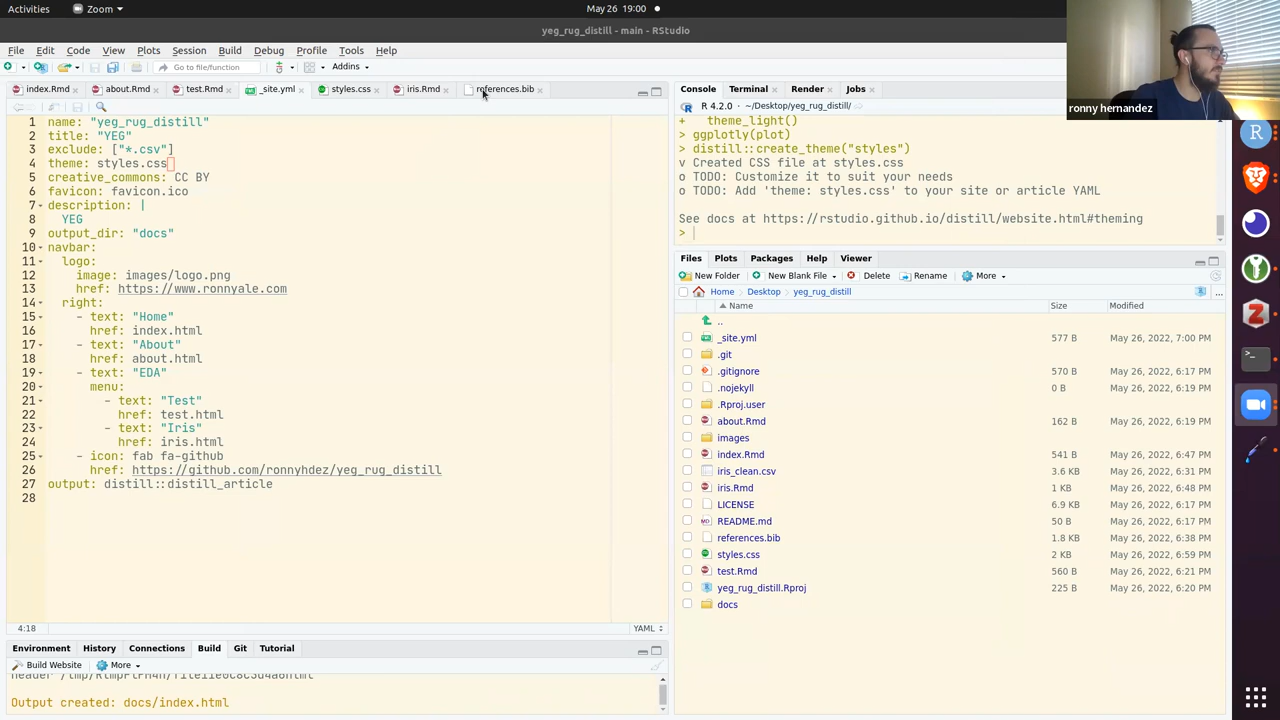 Activities
Zoom
May 26 19:00
yeg_rug_distill - main - RStudio
File Edit Code View Plots Session Build Debug Profile Tools Help
Go to file/function
Addins
index.Rmd
about.Rmd
test.Rmd
_site.yml
styles.css
iris.Rmd
references.bib
1 name: "yeg_rug_distill"
2 title: "YEG"
3 exclude: ["*.csv"]
4 theme: styles.css
5 creative_commons: CC BY
6 favicon: favicon.ico
7 description: |
8 YEG
9 output_dir: "docs"
10 navbar:
11 logo:
12 image: images/logo.png
13 href: https://www.ronnyale.com
14 right:
15 - text: "Home"
16 href: index.html
17 - text: "About"
18 href: about.html
19 - text: "EDA"
20 menu:
21 - text: "Test"
22 href: test.html
23 - text: "Iris"
24 href: iris.html
25 - icon: fab fa-github
26 href: https://github.com/ronnyhdez/yeg_rug_distill
27 output: distill::distill_article
28
4:18
YAML
Environment History Connections Build Git Tutorial
Build Website
More
Output created: docs/index.html
Console Terminal Render Jobs
R 4.2.0 · ~/Desktop/yeg_rug_distill/
+ theme_light()
> ggplotly(plot)
> distill::create_theme("styles")
v Created CSS file at styles.css
o TODO: Customize it to suit your needs
o TODO: Add 'theme: styles.css' to your site or article YAML
See docs at https://rstudio.github.io/distill/website.html#theming
>
Files Plots Packages Help Viewer
New Folder
New Blank File
Delete
Rename
More
Home Desktop yeg_rug_distill
...
Name Size Modified
..
_site.yml 577 B May 26, 2022, 7:00 PM
.git
.gitignore 570 B May 26, 2022, 6:17 PM
.nojekyll 0 B May 26, 2022, 6:19 PM
.Rproj.user
about.Rmd 162 B May 26, 2022, 6:19 PM
images
index.Rmd 541 B May 26, 2022, 6:47 PM
iris_clean.csv 3.6 KB May 26, 2022, 6:31 PM
iris.Rmd 1 KB May 26, 2022, 6:48 PM
LICENSE 6.9 KB May 26, 2022, 6:17 PM
README.md 50 B May 26, 2022, 6:17 PM
references.bib 1.8 KB May 26, 2022, 6:38 PM
styles.css 2 KB May 26, 2022, 6:59 PM
test.Rmd 560 B May 26, 2022, 6:21 PM
yeg_rug_distill.Rproj 225 B May 26, 2022, 6:20 PM
docs
ronny hernandez